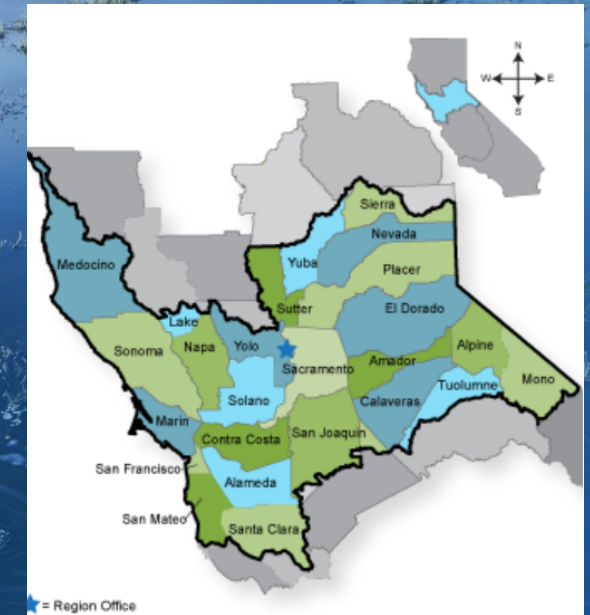 N
W E
S
Sierra
Nevada
Medocino
Yuba
Placer
Sutter
El Dorado
Lake
Sonoma
Napa
Yolo
Sacramento
Amador
Alpine
Mono
Tuolumne
Solano
Calaveras
Marin
Contra Costa
San Joaquin
San Francisco
Alameda
San Mateo
Santa Clara
= Region Office